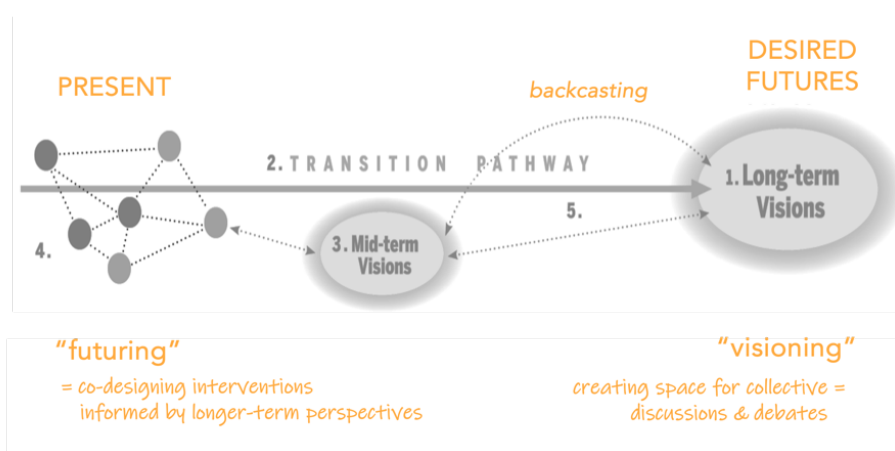 DESIRED
FUTURES
PRESENT
backcasting
2. TRANSITION PATHWAY
1. Long-term
Visions
5.
3. Mid-term
Visions
4.
“futuring”
= co-designing interventions
informed by longer-term perspectives
“visioning”
creating space for collective =
discussions & debates